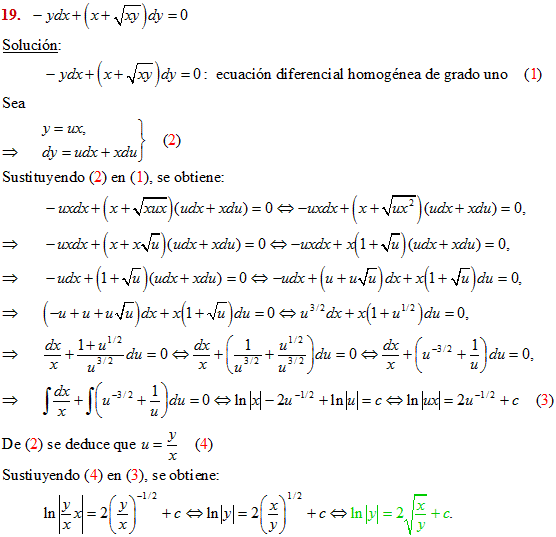 19. − ydx + (x + √xy)dy = 0
Solución:
− ydx + (x + √xy)dy = 0 : ecuación diferencial homogénea de grado uno (1)
Sea
y = ux,
⇒ dy = udx + xdu} (2)
Sustituyendo (2) en (1), se obtiene:
− uxdx + (x + √xux)(udx + xdu) = 0 ⇔ −uxdx + (x + √ux²)(udx + xdu) = 0,
⇒ − uxdx + (x + x√u)(udx + xdu) = 0 ⇔ −uxdx + x(1 + √u)(udx + xdu) = 0,
⇒ − udx + (1 + √u)(udx + xdu) = 0 ⇔ −udx + (u + u√u)dx + x(1 + √u)du = 0,
⇒ (−u + u + u√u)dx + x(1 + √u)du = 0 ⇔ u^{3/2}dx + x(1 + u^{1/2})du = 0,
⇒ dx/x + (1 + u^{1/2})/u^{3/2} du = 0 ⇔ dx/x + (1/u^{3/2} + u^{1/2}/u^{3/2})du = 0 ⇔ dx/x + (u^{−3/2} + 1/u)du = 0,
⇒ ∫dx/x + ∫(u^{−3/2} + 1/u)du = 0 ⇔ ln|x| − 2u^{−1/2} + ln|u| = c ⇔ ln|ux| = 2u^{−1/2} + c (3)
De (2) se deduce que u = y/x (4)
Sustiuyendo (4) en (3), se obtiene:
ln|y/x x| = 2(y/x)^{−1/2} + c ⇔ ln|y| = 2(x/y)^{1/2} + c ⇔ ln|y| = 2√(x/y) + c.